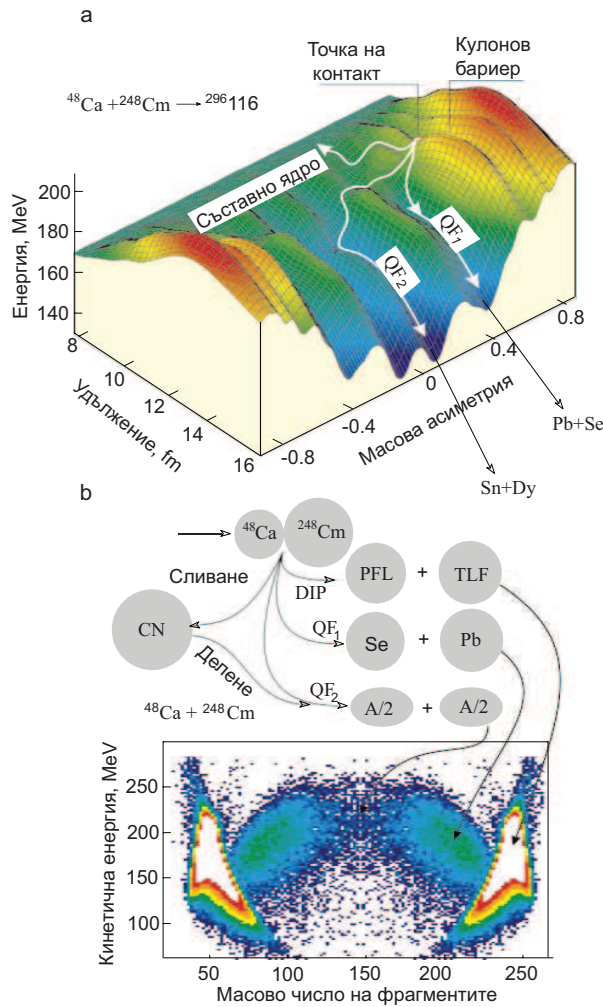 a
Точка на
контакт
Кулонов
бариер
⁴⁸Ca + ²⁴⁸Cm → ²⁹⁶116
Енергия, MeV
200
180
160
140
Съставно ядро
QF₁
QF₂
8
10
12
14
16
Удължение, fm
-0.8
-0.4
0
0.4
0.8
Масова асиметрия
Pb+Se
Sn+Dy
b
⁴⁸Ca
²⁴⁸Cm
Сливане
DIP
PFL + TLF
CN
QF₁
Se + Pb
Делене
QF₂
A/2 + A/2
⁴⁸Ca + ²⁴⁸Cm
Кинетична енергия, MeV
250
200
150
100
50 100 150 200 250
Масово число на фрагментите